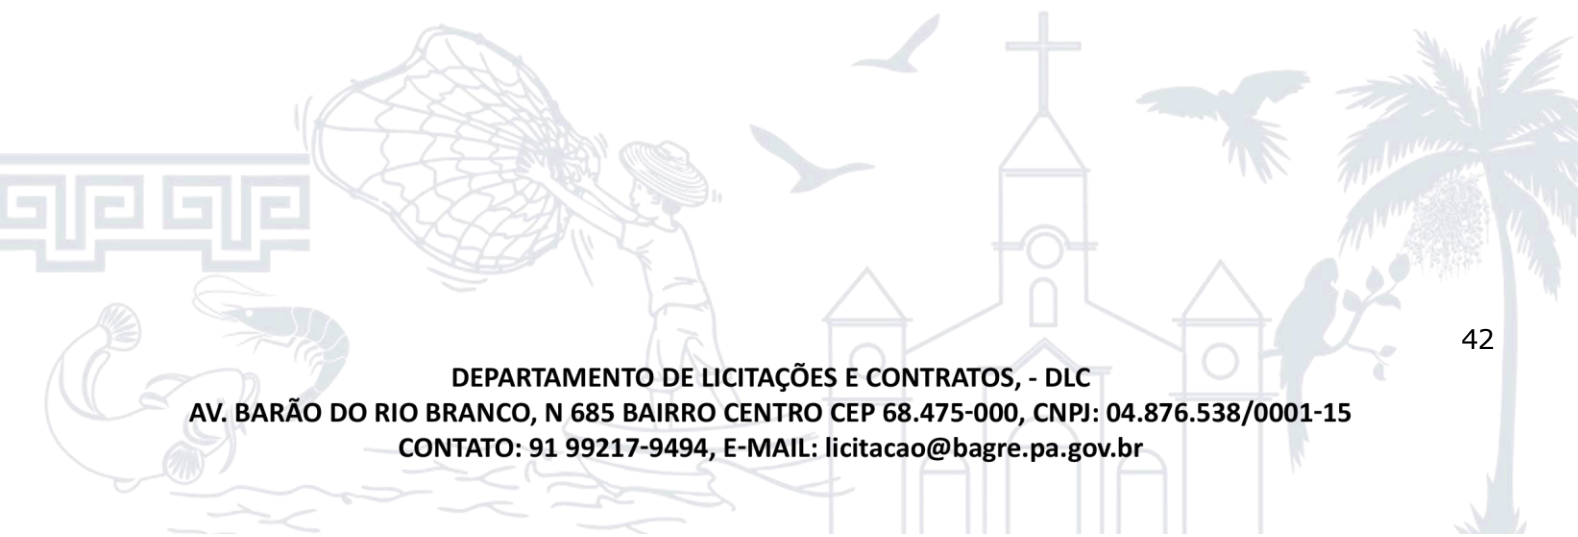 42
DEPARTAMENTO DE LICITAÇÕES E CONTRATOS, - DLC
AV. BARÃO DO RIO BRANCO, N 685 BAIRRO CENTRO CEP 68.475-000, CNPJ: 04.876.538/0001-15
CONTATO: 91 99217-9494, E-MAIL: licitacao@bagre.pa.gov.br